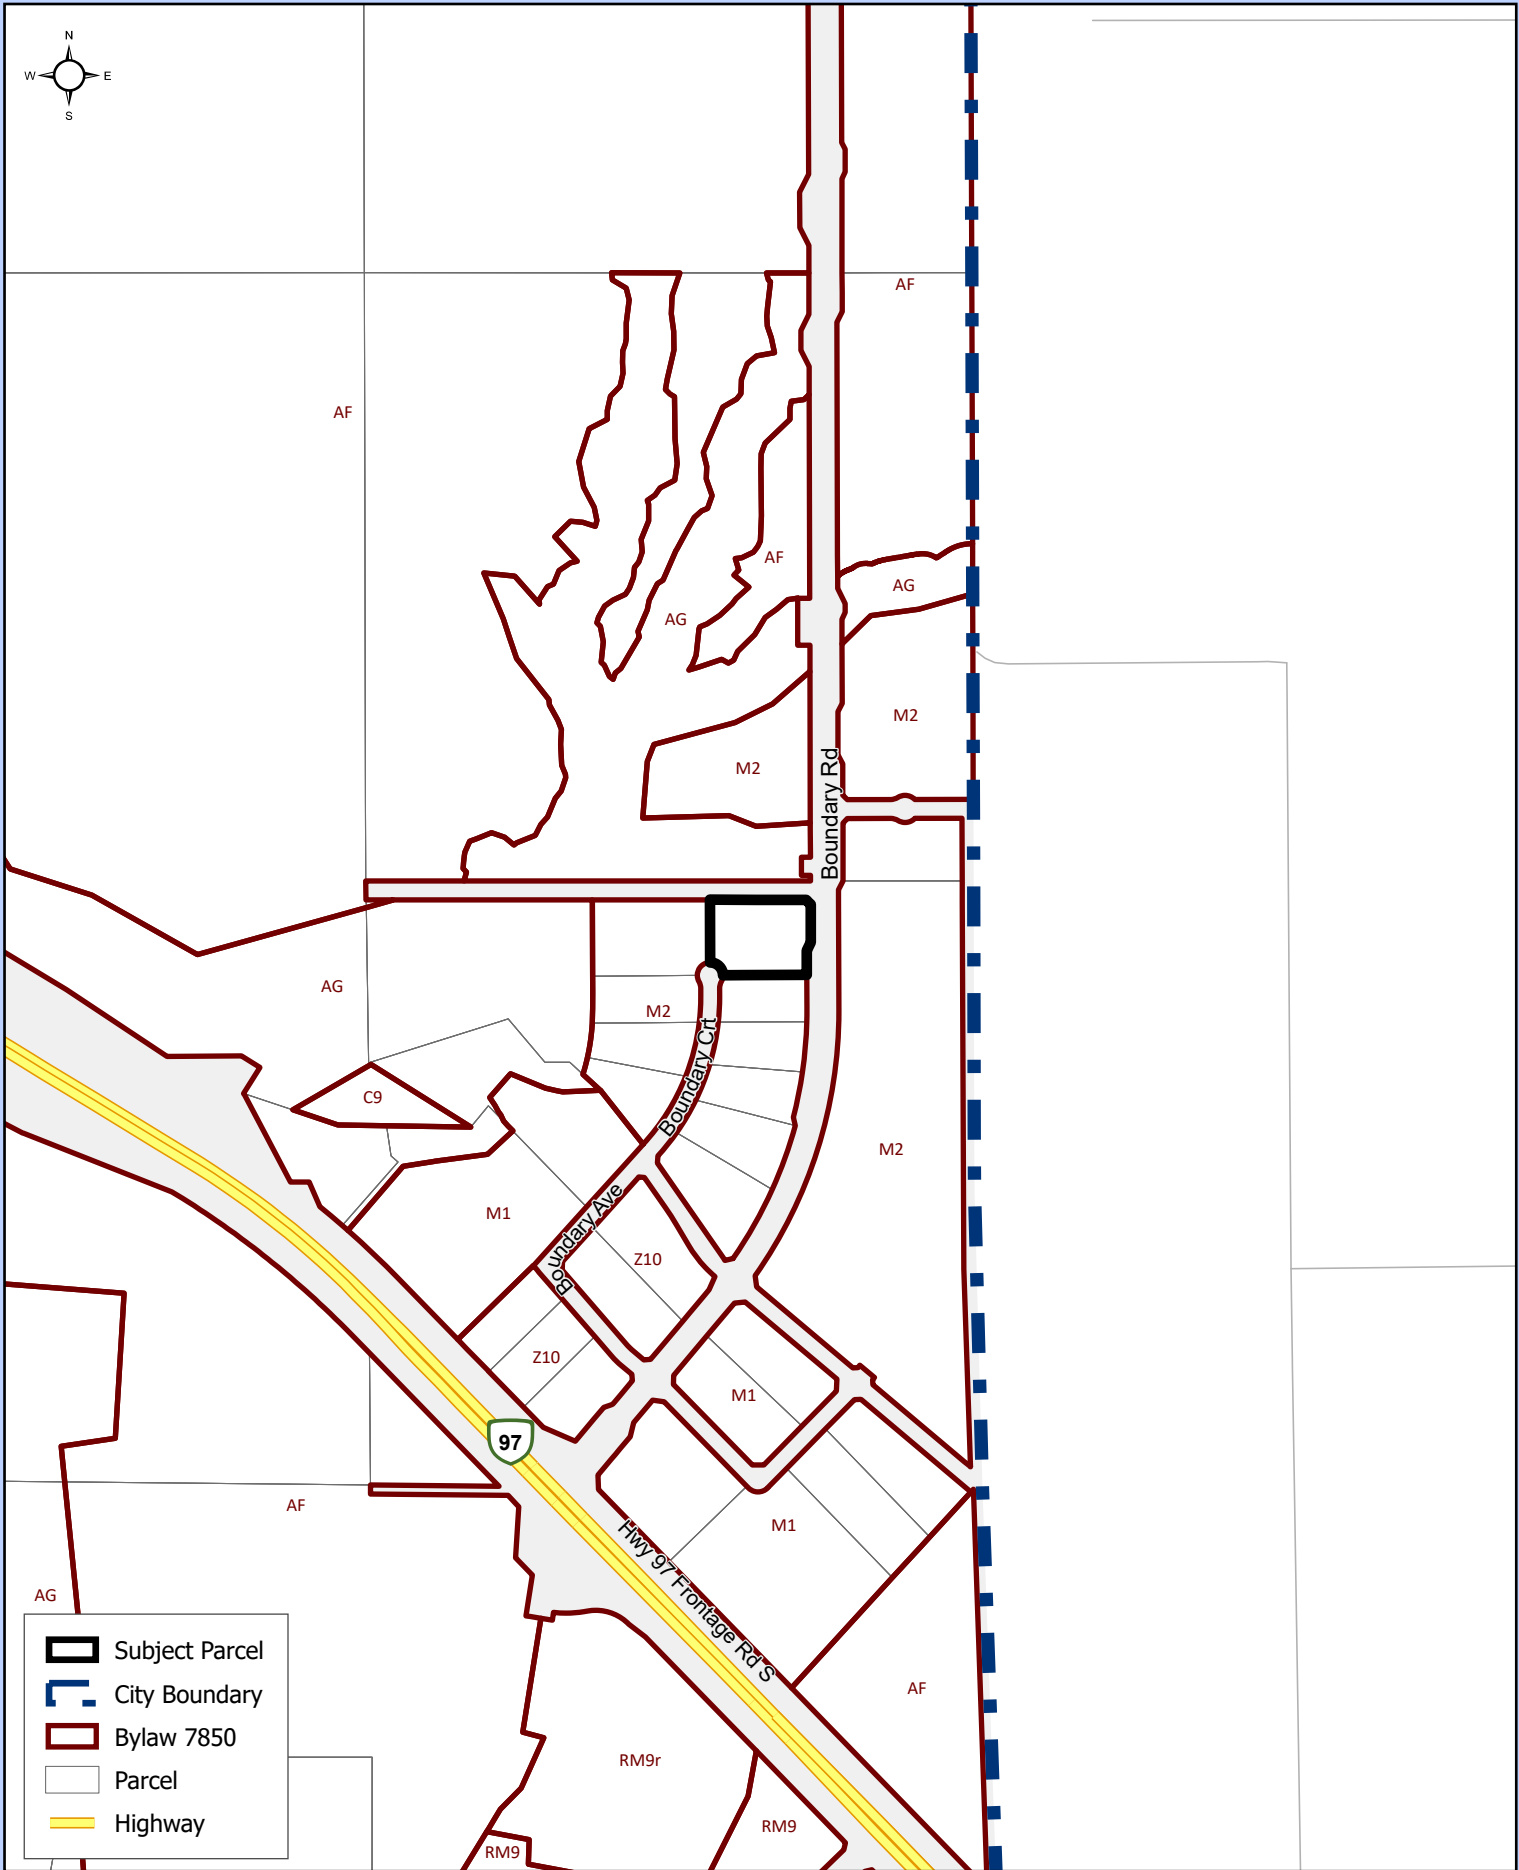 N
W E
S
AF
AF
AF
AG
AG
M2
M2
Boundary Rd
AG
M2
Boundary Crt
C9
M2
M1
Boundary Ave
Z10
Z10
M1
97
AF
M1
Hwy 97 Frontage Rd S
AG
AF
RM9r
RM9
RM9
Subject Parcel
City Boundary
Bylaw 7850
Parcel
Highway